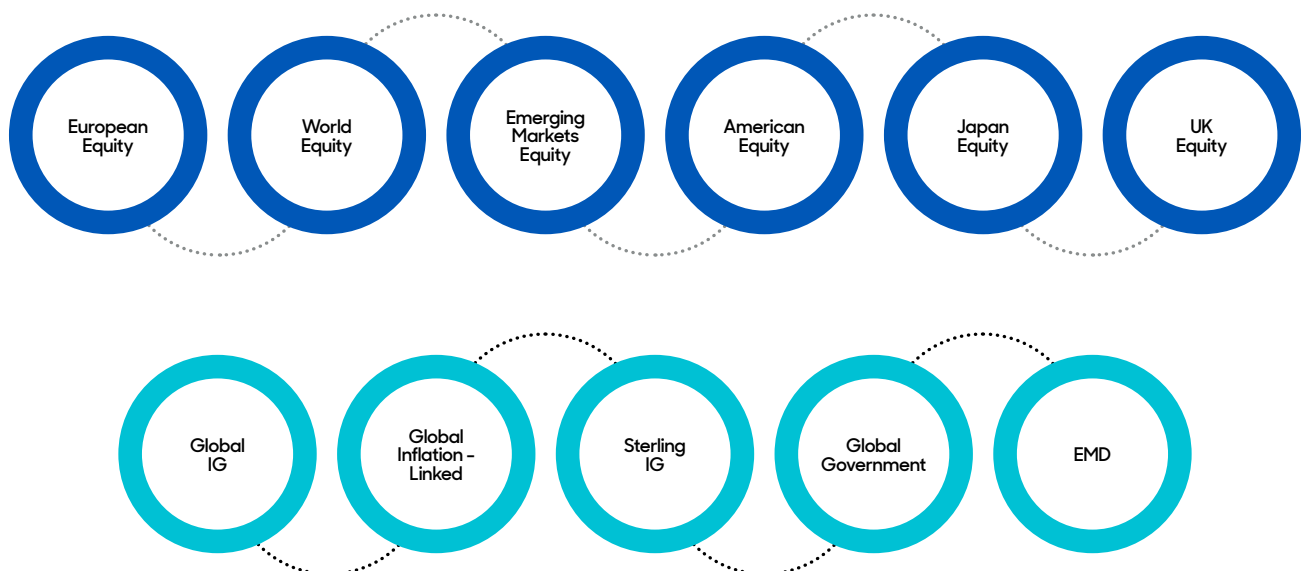 European
Equity
World
Equity
Emerging
Markets
Equity
American
Equity
Japan
Equity
UK
Equity
Global
IG
Global
Inflation -
Linked
Sterling
IG
Global
Government
EMD